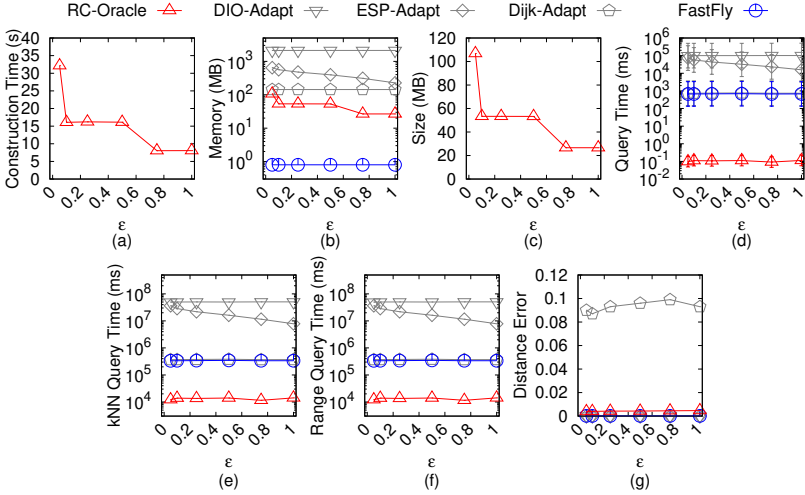 RC-Oracle DIO-Adapt ESP-Adapt Dijk-Adapt FastFly
Construction Time (s)
40
35
30
25
20
15
10
5
0
0 0.2 0.4 0.6 0.8 1
ε
(a)
Memory (MB)
10^3
10^2
10^1
10^0
0 0.2 0.4 0.6 0.8 1
ε
(b)
Size (MB)
120
100
80
60
40
20
0
0 0.2 0.4 0.6 0.8 1
ε
(c)
Query Time (ms)
10^6
10^5
10^4
10^3
10^2
10^1
10^0
10^-1
10^-2
0 0.2 0.4 0.6 0.8 1
ε
(d)
kNN Query Time (ms)
10^8
10^7
10^6
10^5
10^4
0 0.2 0.4 0.6 0.8 1
ε
(e)
Range Query Time (ms)
10^8
10^7
10^6
10^5
10^4
0 0.2 0.4 0.6 0.8 1
ε
(f)
Distance Error
0.12
0.1
0.08
0.06
0.04
0.02
0
0 0.2 0.4 0.6 0.8 1
ε
(g)